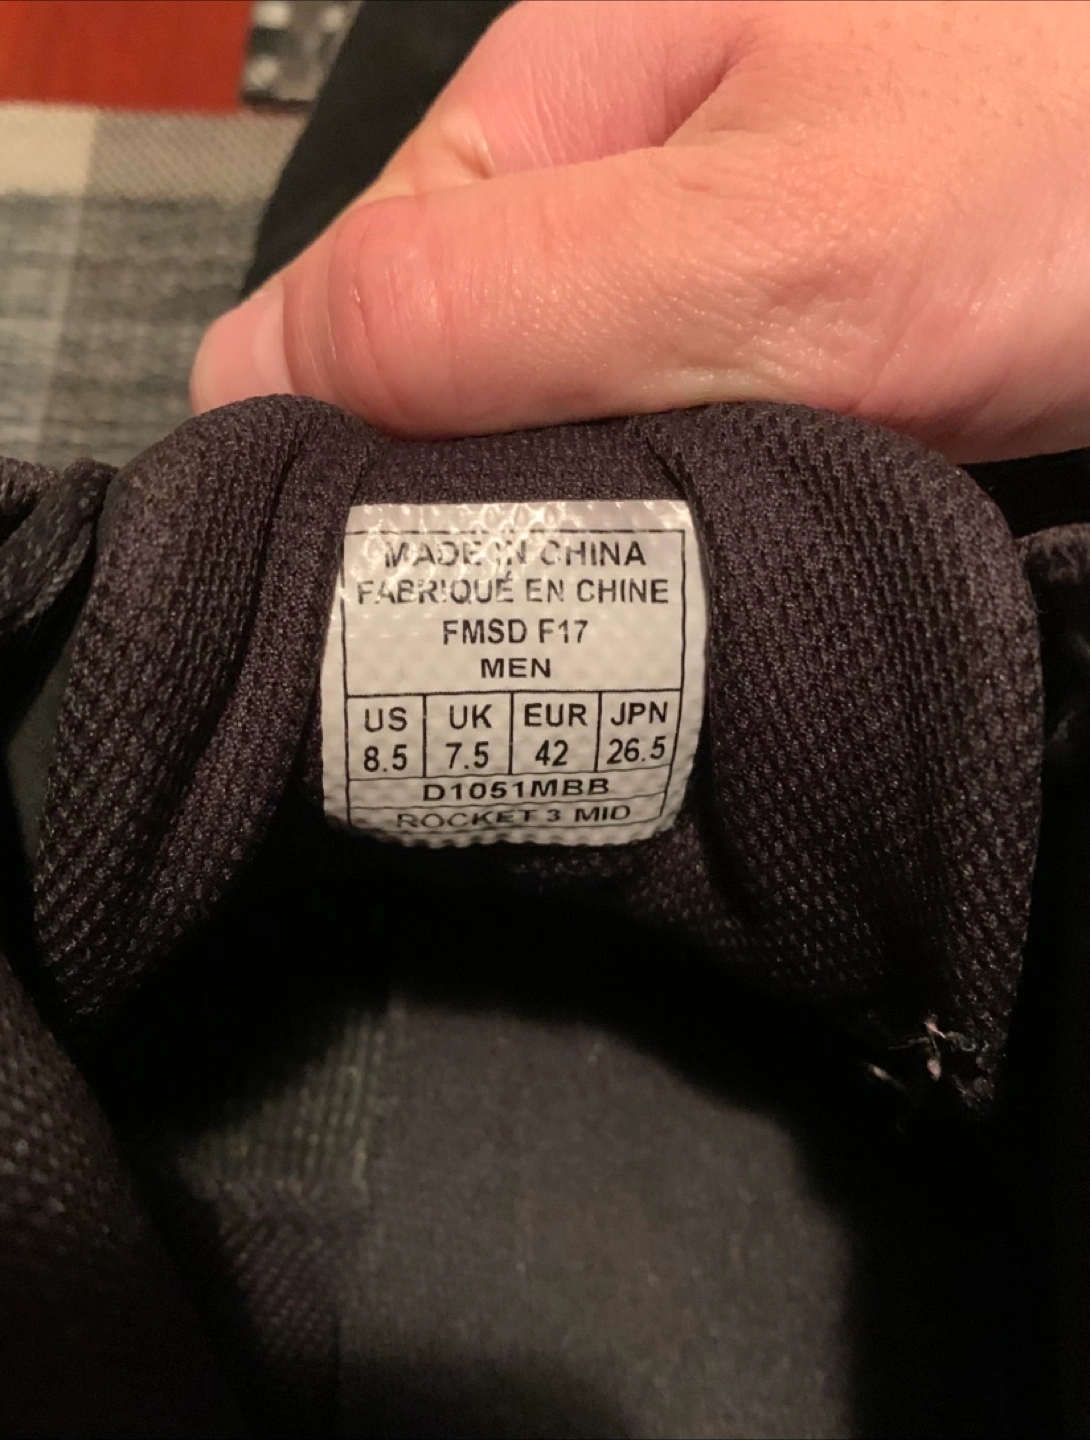 MADE IN CHINA
FABRIQUÉ EN CHINE
FMSD F17
MEN
US UK EUR JPN
8.5 7.5 42 26.5
D1051MBB
ROCKET 3 MID